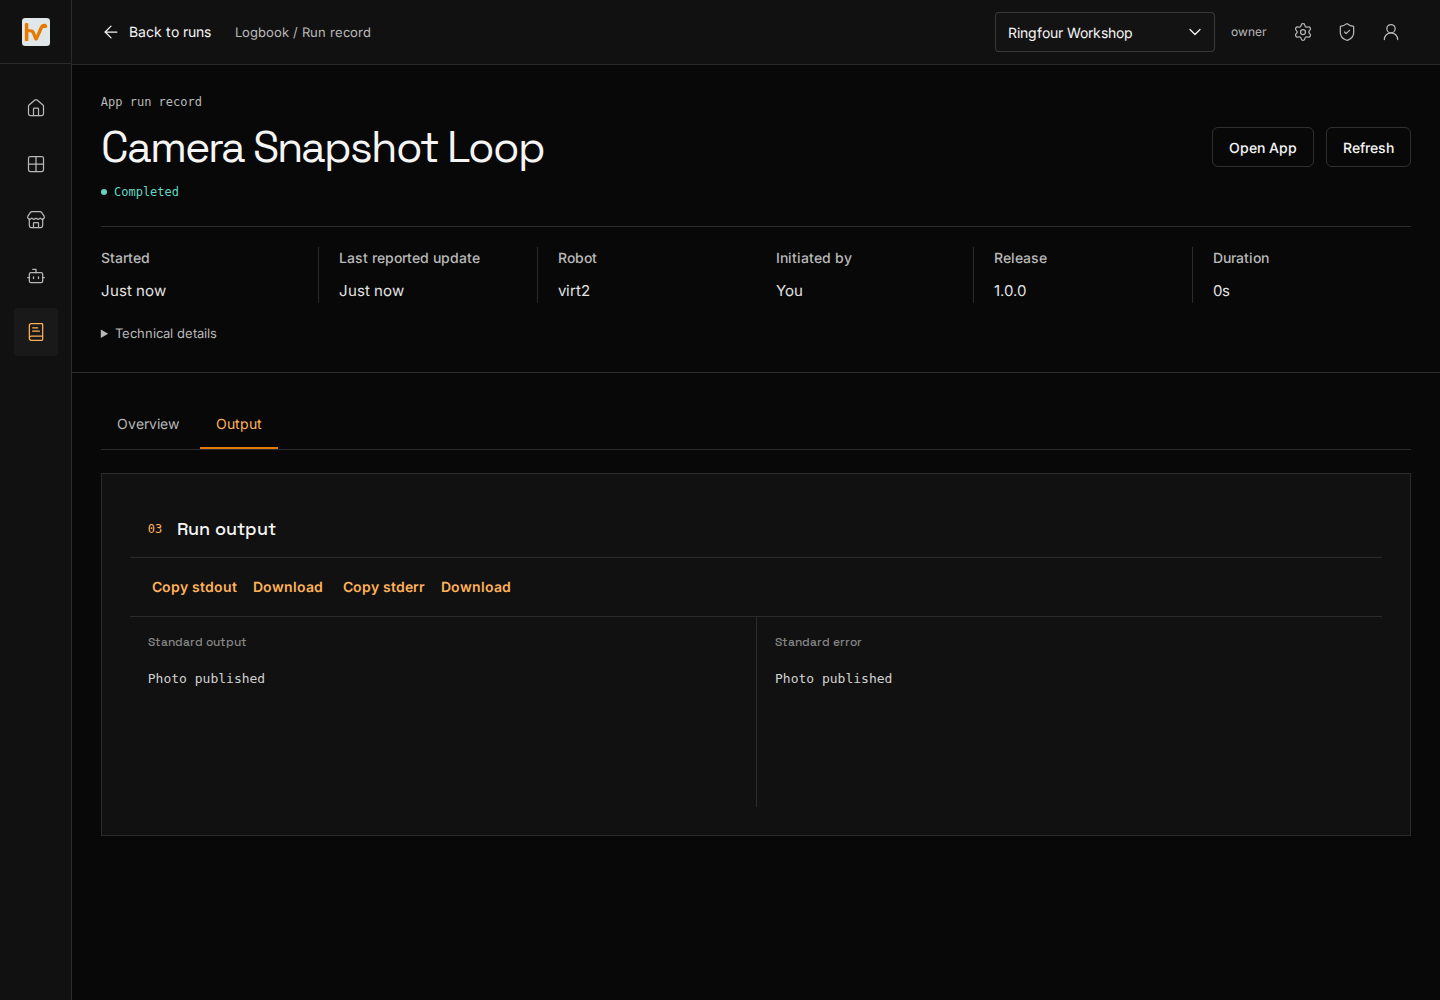 Back to runs
Logbook / Run record
Ringfour Workshop
owner
App run record
Camera Snapshot Loop
Open App
Refresh
Completed
Started
Last reported update
Robot
Initiated by
Release
Duration
Just now
Just now
virt2
You
1.0.0
0s
Technical details
Overview
Output
03 Run output
Copy stdout
Download
Copy stderr
Download
Standard output
Standard error
Photo published
Photo published